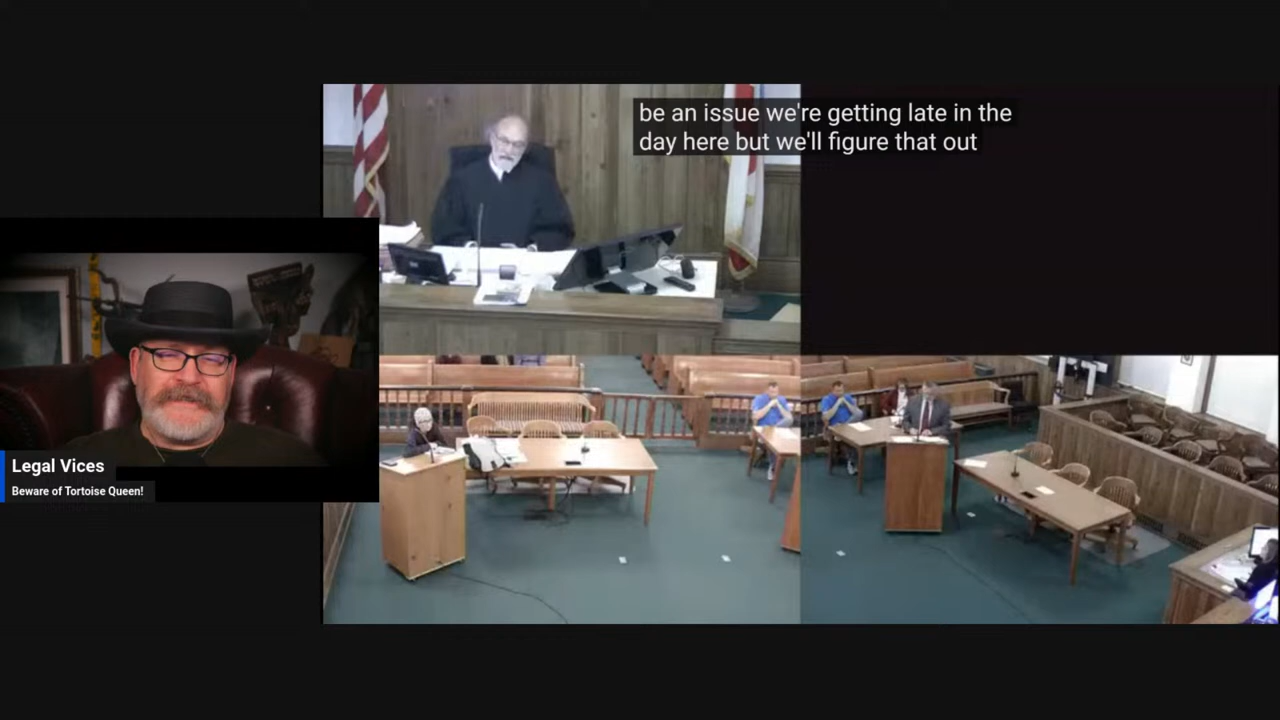 be an issue we're getting late in the
day here but we'll figure that out
Legal Vices
Beware of Tortoise Queen!